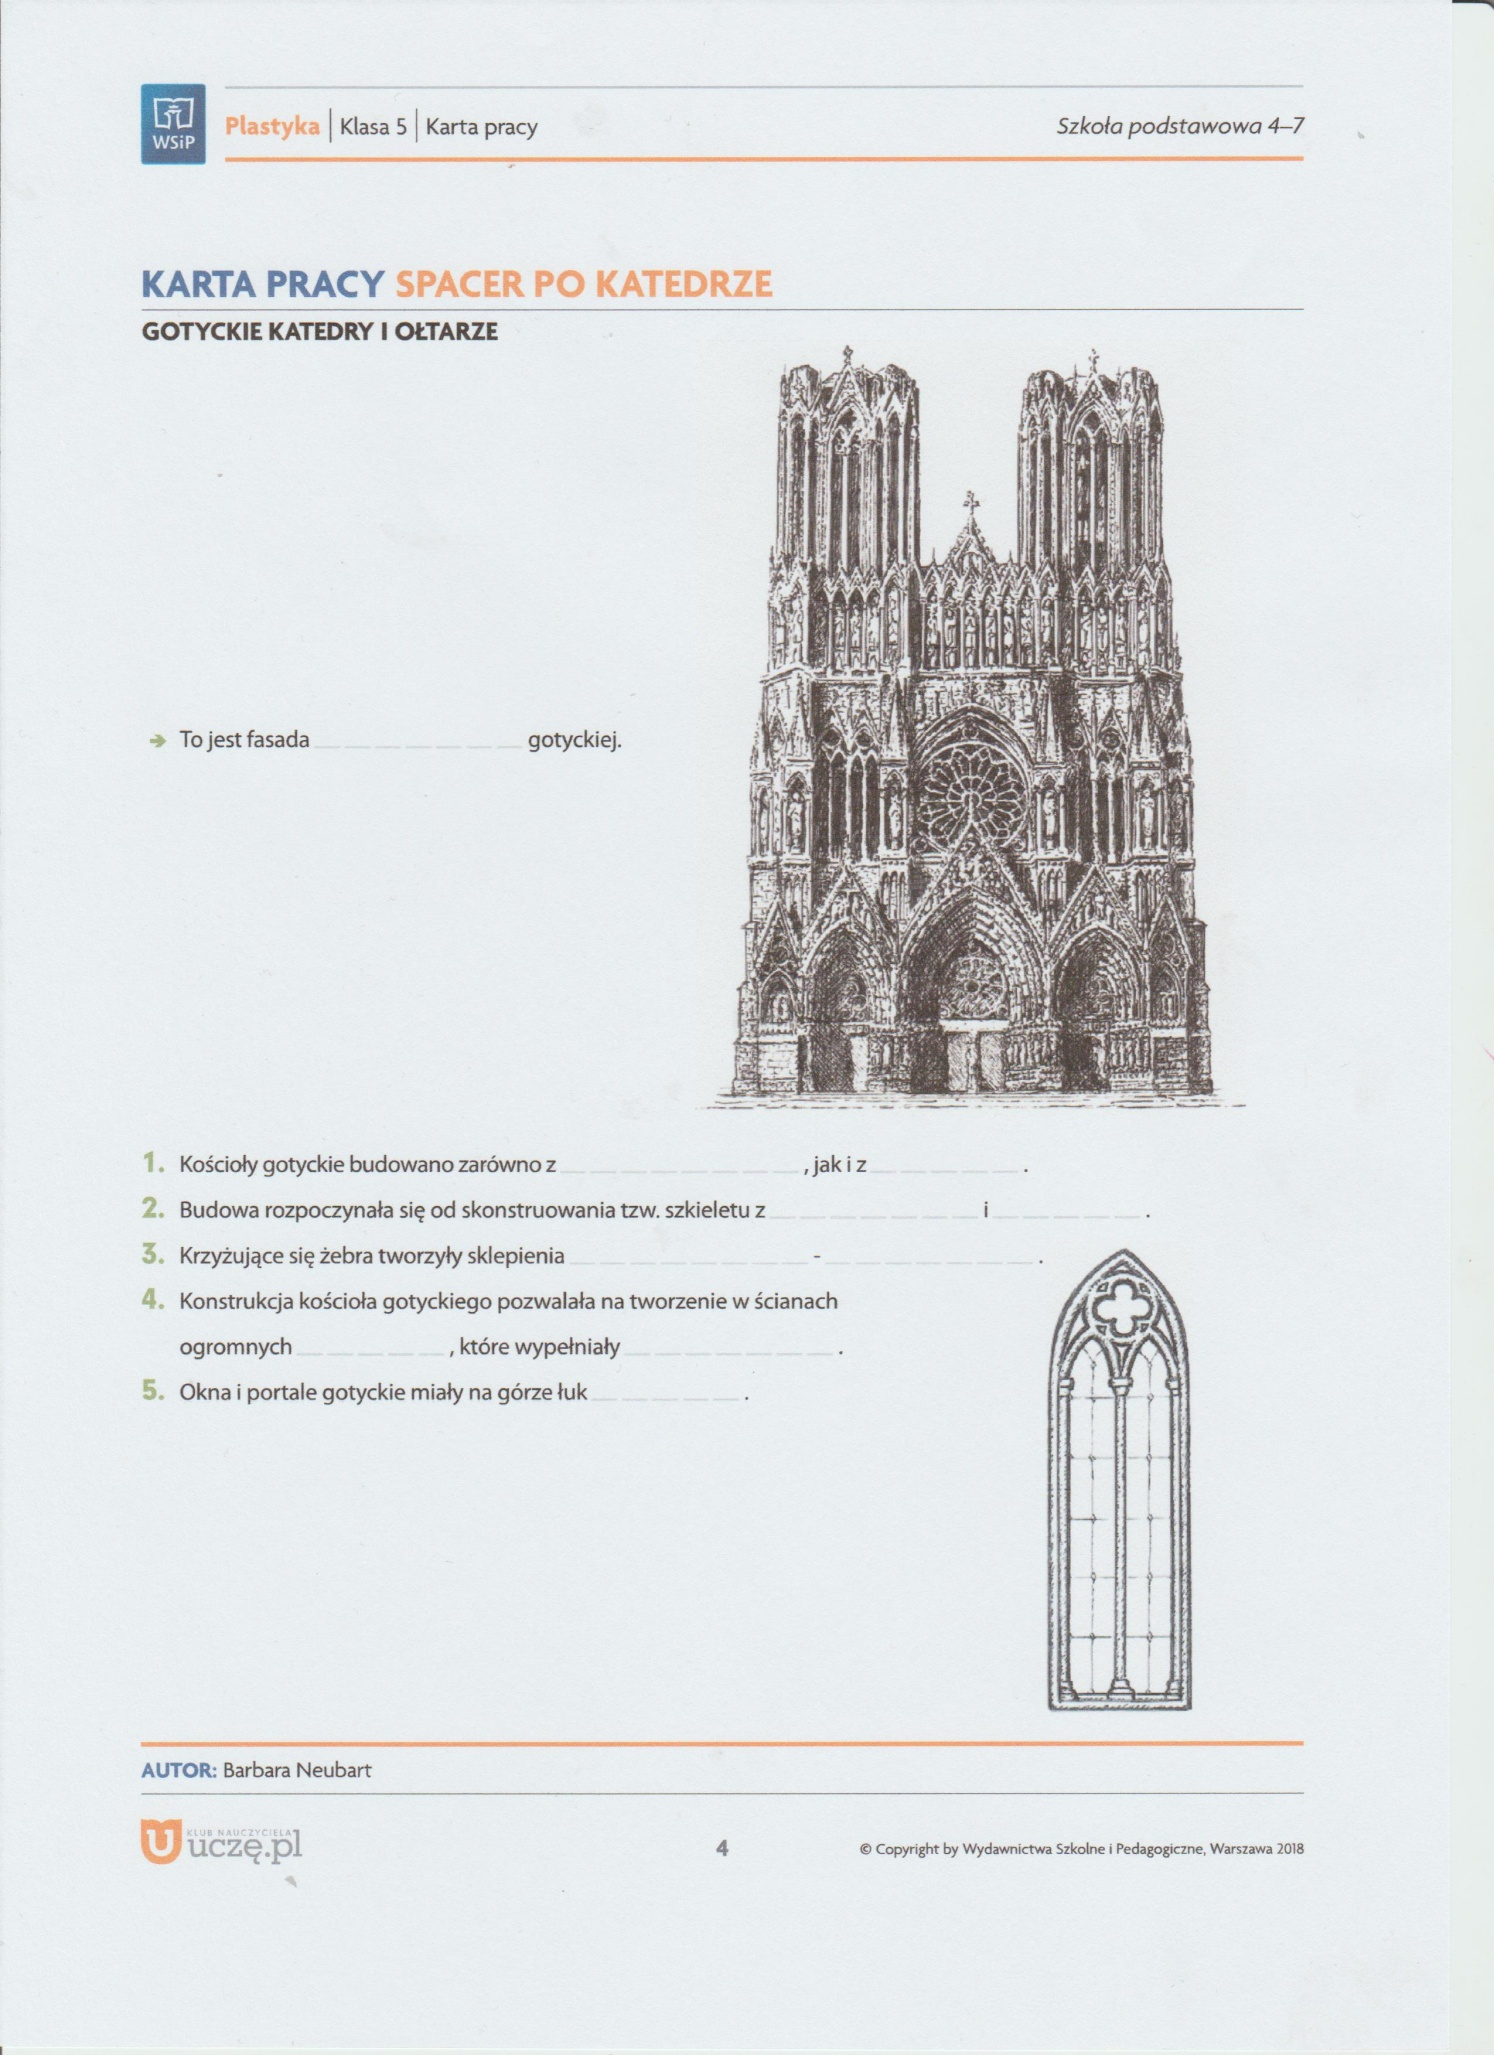 WSiP
Plastyka | Klasa 5 | Karta pracy
Szkoła podstawowa 4–7
KARTA PRACY SPACER PO KATEDRZE
GOTYCKIE KATEDRY I OŁTARZE
➔ To jest fasada _ _ _ _ _ _ _ gotyckiej.
1. Kościoły gotyckie budowano zarówno z _ _ _ _ _ _ _ _ , jak i z _ _ _ _ _ .
2. Budowa rozpoczynała się od skonstruowania tzw. szkieletu z _ _ _ _ _ _ _ i _ _ _ _ _ .
3. Krzyżujące się żebra tworzyły sklepienia _ _ _ _ _ _ _ _ - _ _ _ _ _ _ _ .
4. Konstrukcja kościoła gotyckiego pozwalała na tworzenie w ścianach
ogromnych _ _ _ _ _ , które wypełniały _ _ _ _ _ _ _ .
5. Okna i portale gotyckie miały na górze łuk _ _ _ _ _ .
AUTOR: Barbara Neubart
KLUB NAUCZYCIELA
uczę.pl
4
© Copyright by Wydawnictwa Szkolne i Pedagogiczne, Warszawa 2018